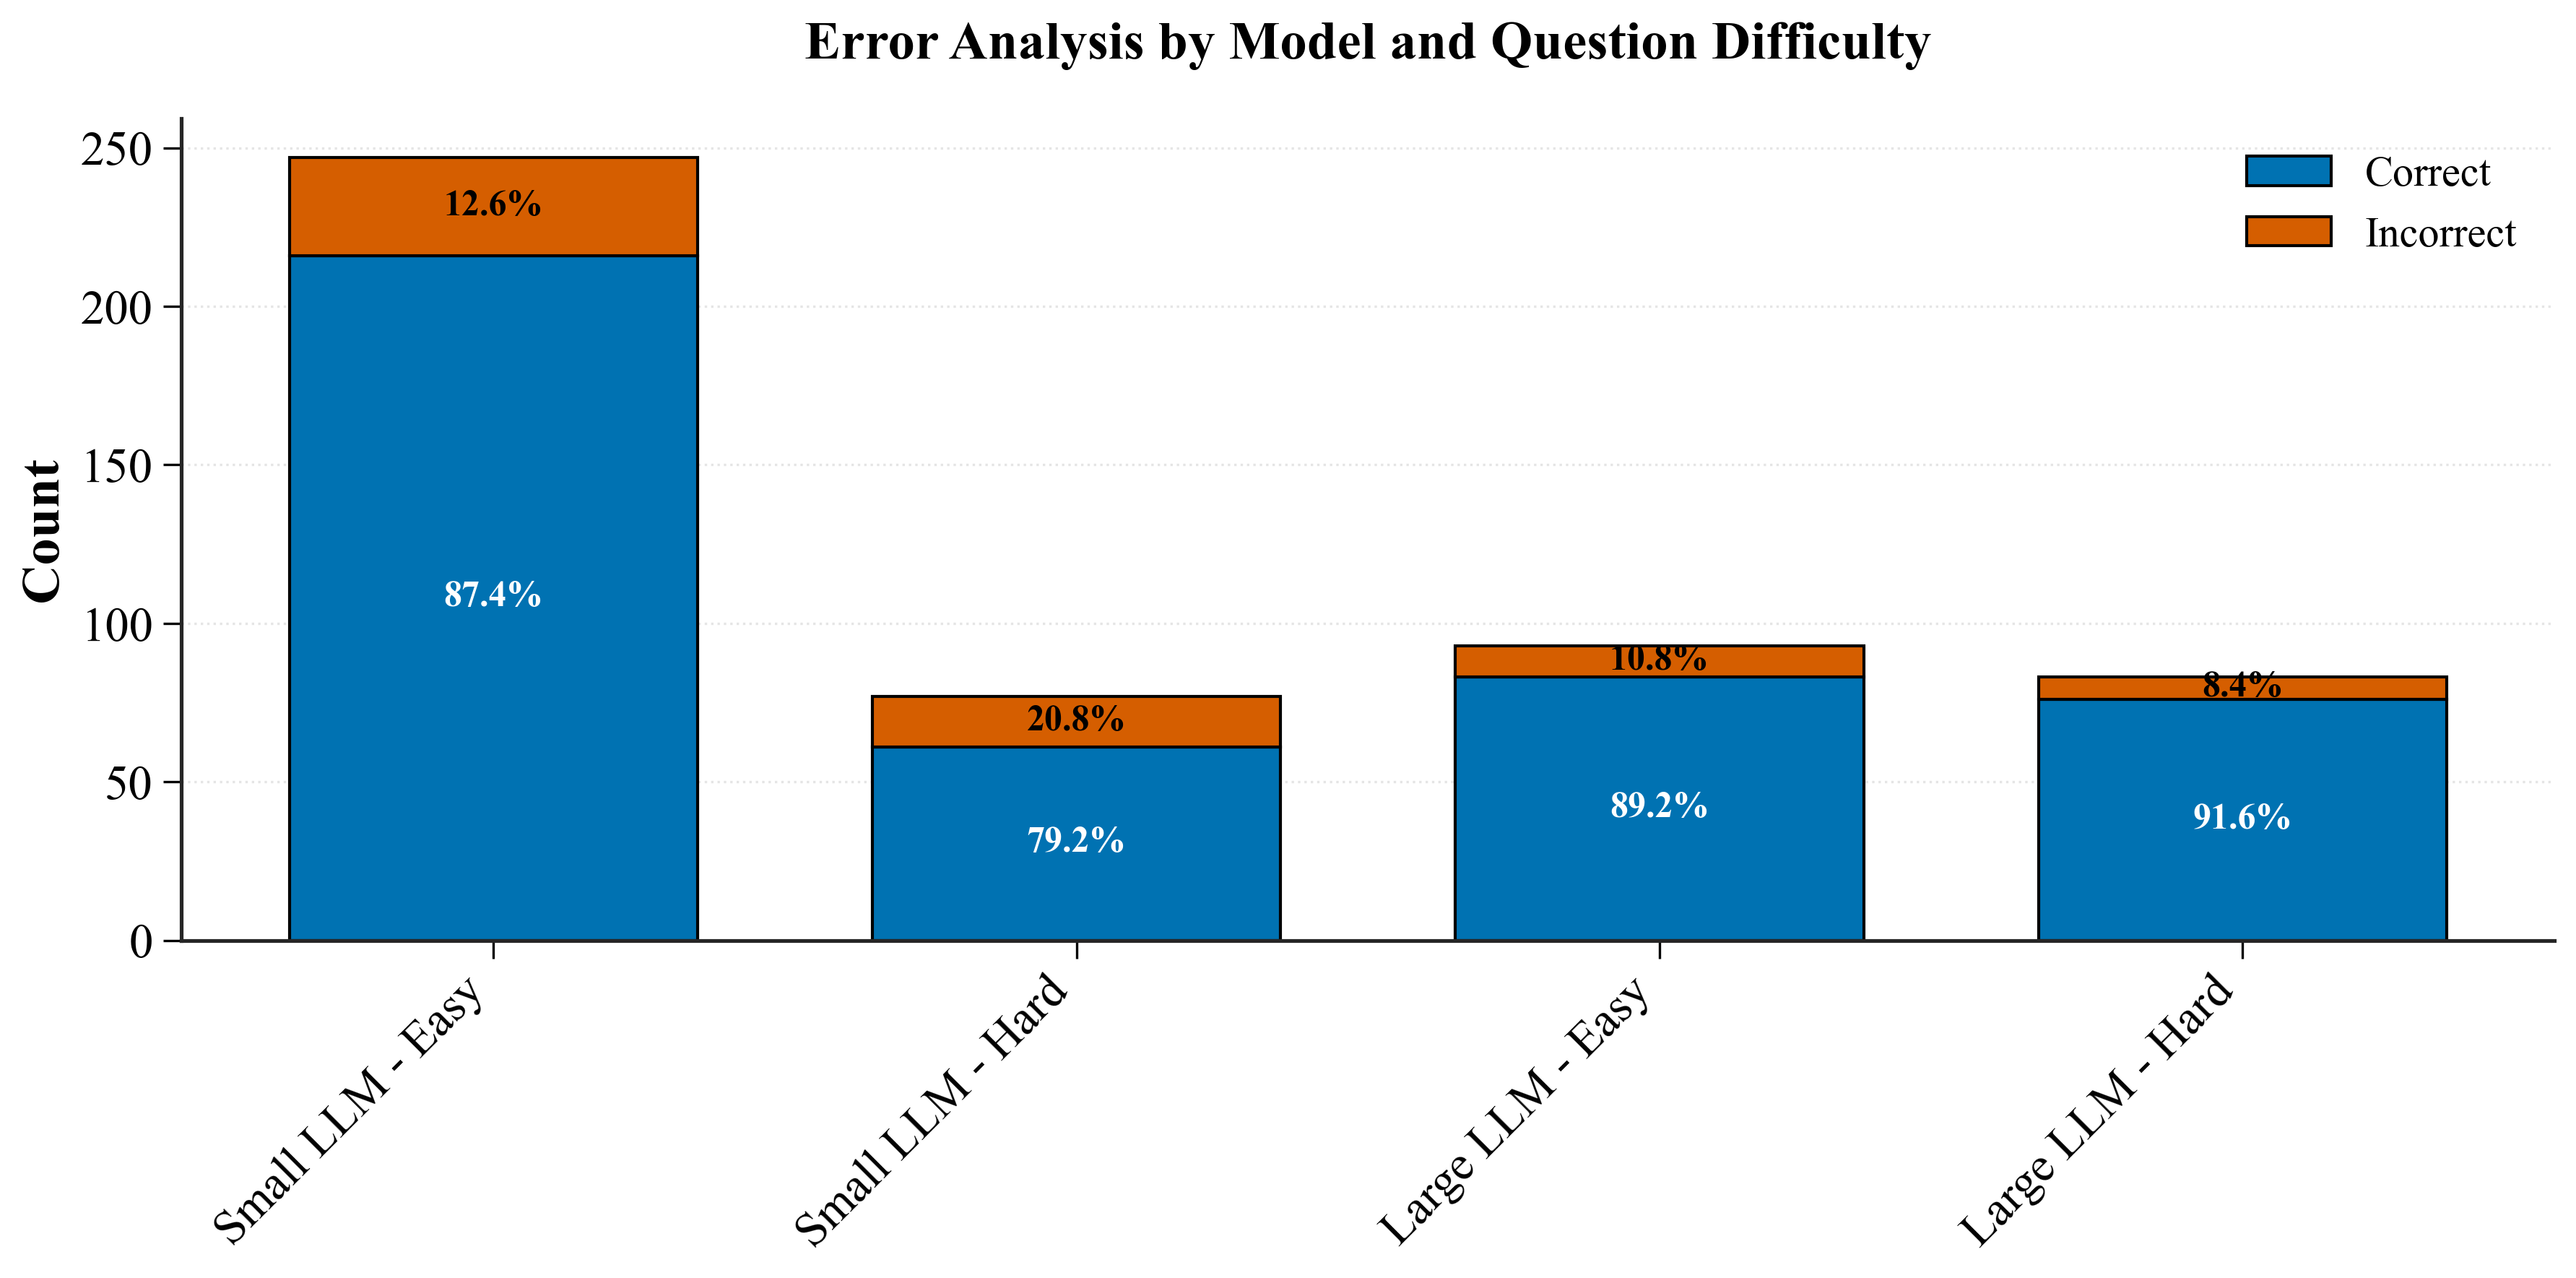 Error Analysis by Model and Question Difficulty
Correct
Incorrect
Count
250
200
150
100
50
0
12.6%
87.4%
20.8%
79.2%
10.8%
89.2%
8.4%
91.6%
Small LLM - Easy
Small LLM - Hard
Large LLM - Easy
Large LLM - Hard